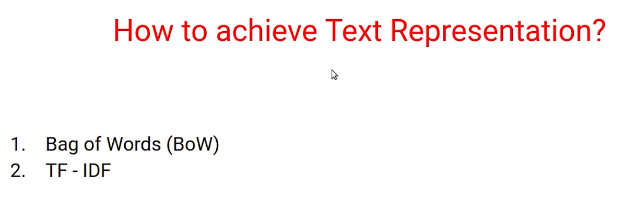 How to achieve Text Representation?
1. Bag of Words (BoW)
2. TF - IDF